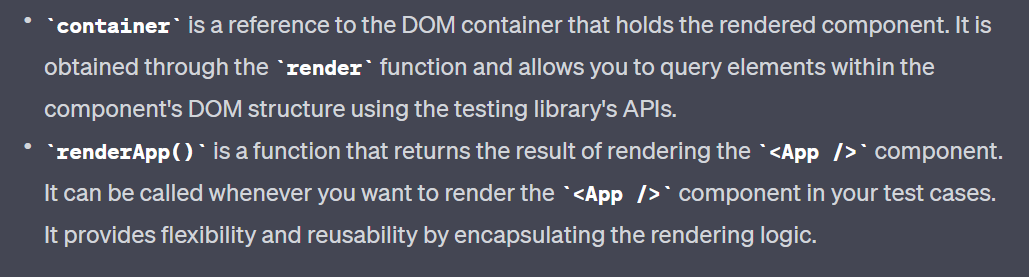 • `container` is a reference to the DOM container that holds the rendered component. It is
obtained through the `render` function and allows you to query elements within the
component's DOM structure using the testing library's APIs.
• `renderApp()` is a function that returns the result of rendering the `<App />` component.
It can be called whenever you want to render the `<App />` component in your test cases.
It provides flexibility and reusability by encapsulating the rendering logic.